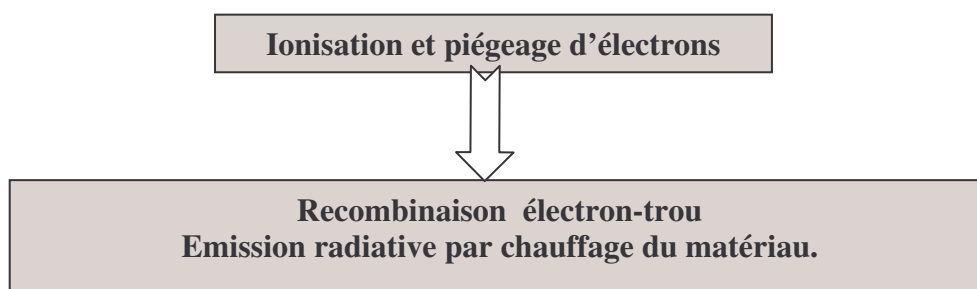 Ionisation et piégeage d’électrons
Recombinaison électron-trou
Emission radiative par chauffage du matériau.